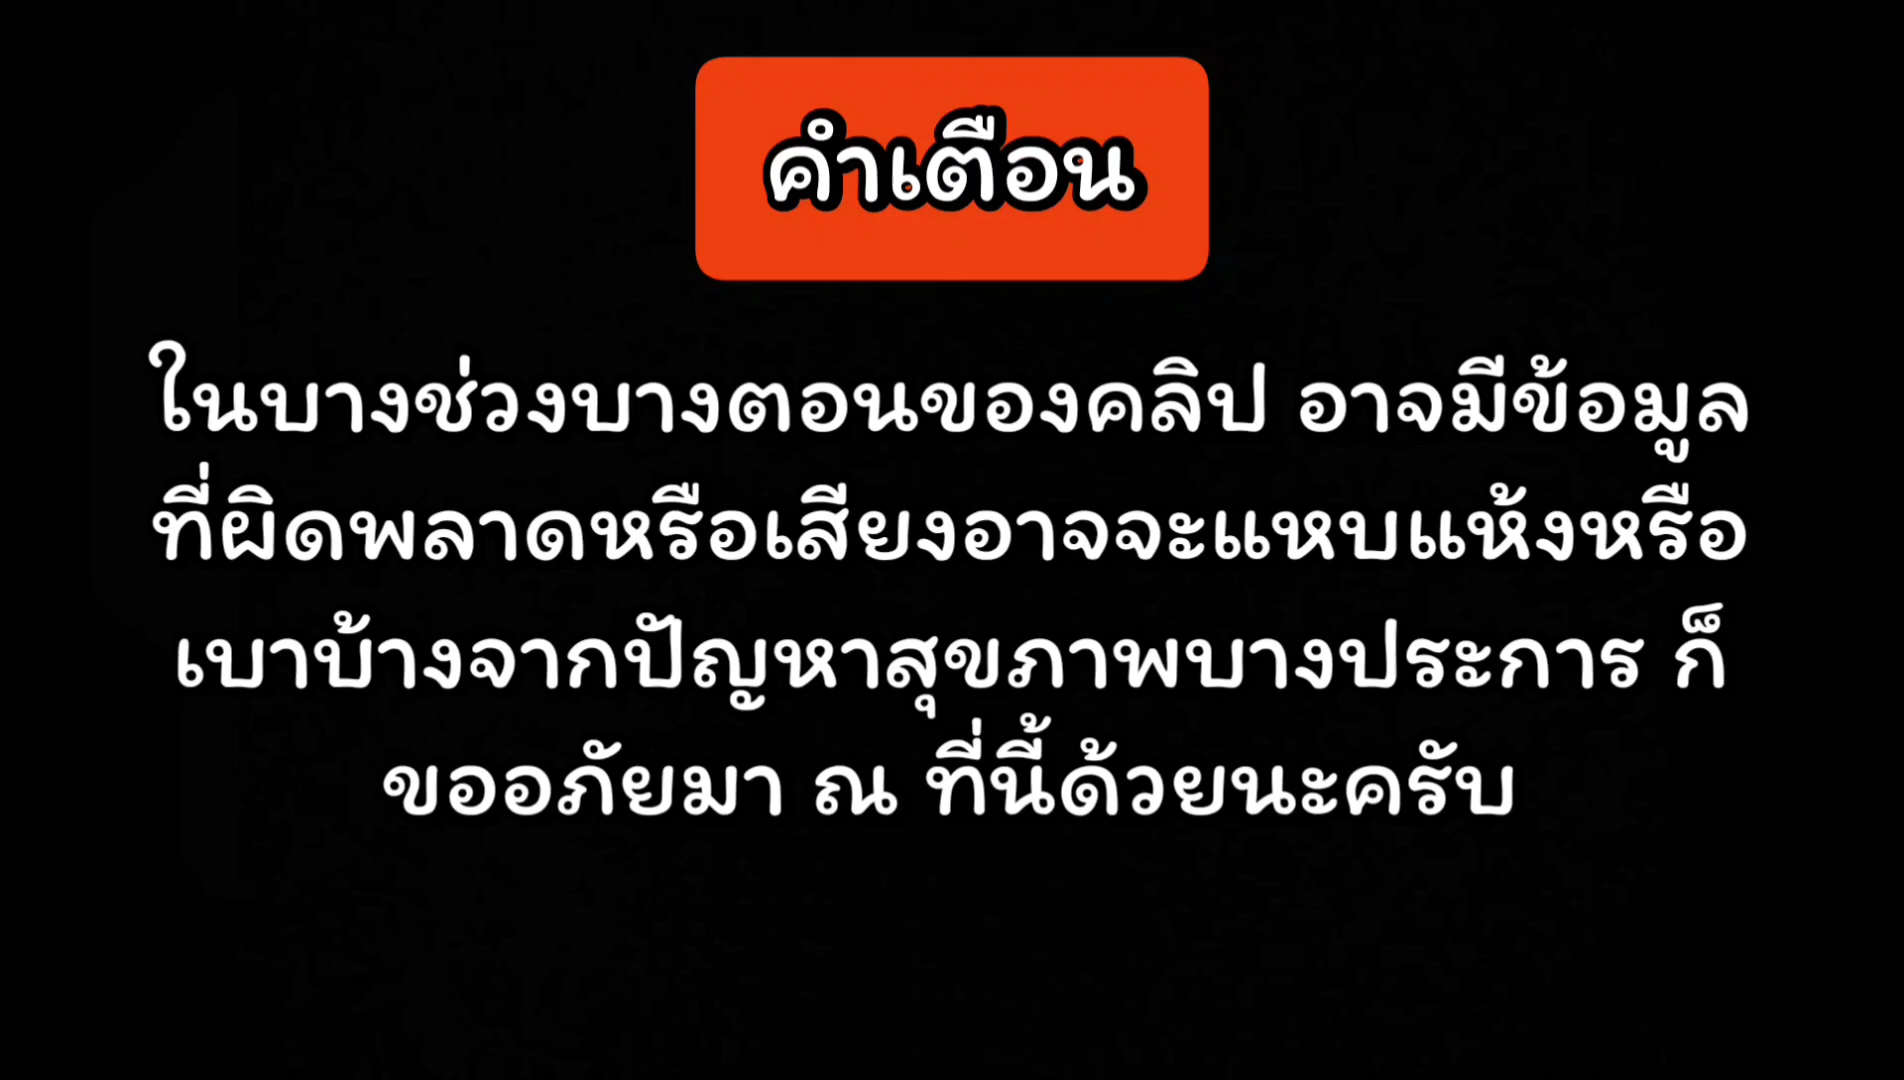 คำเตือน
ในบางช่วงบางตอนของคลิป อาจมีข้อมูล
ที่ผิดพลาดหรือเสียงอาจจะแหบแห้งหรือ
เบาบ้างจากปัญหาสุขภาพบางประการ ก็
ขออภัยมา ณ ที่นี้ด้วยนะครับ